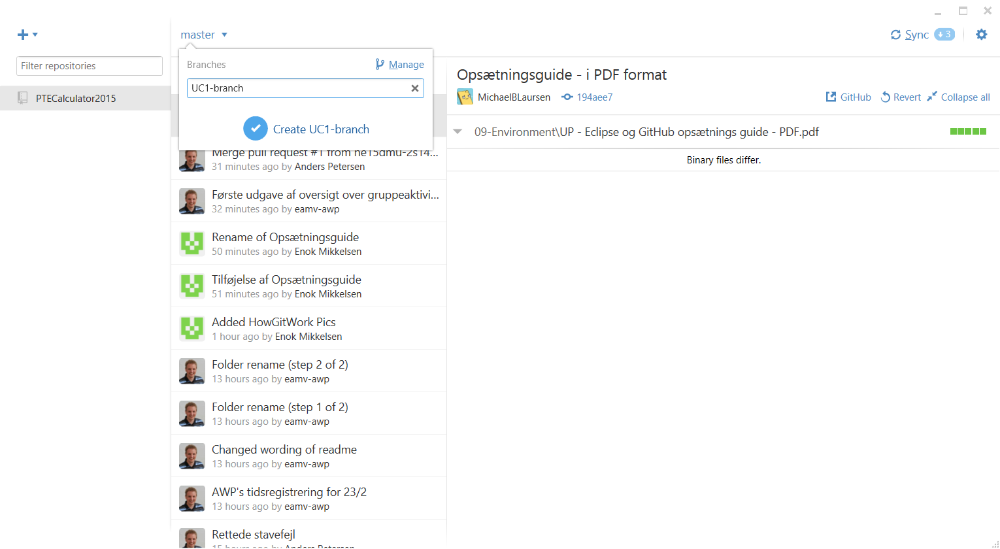 master
Sync
3
Filter repositories
PTECalculator2015
Branches
Manage
UC1-branch
Create UC1-branch
Merge pull request #1 from he15dmu-2s14...
31 minutes ago by Anders Petersen
Første udgave af oversigt over gruppeaktivi...
32 minutes ago by eamv-awp
Rename of Opsætningsguide
50 minutes ago by Enok Mikkelsen
Tilføjelse af Opsætningsguide
51 minutes ago by Enok Mikkelsen
Added HowGitWork Pics
1 hour ago by Enok Mikkelsen
Folder rename (step 2 of 2)
13 hours ago by eamv-awp
Folder rename (step 1 of 2)
13 hours ago by eamv-awp
Changed wording of readme
13 hours ago by eamv-awp
AWP's tidsregistrering for 23/2
13 hours ago by eamv-awp
Rettede stavefejl
15 hours ago by Anders Petersen
Opsætningsguide - i PDF format
MichaelBLaursen
194aee7
GitHub
Revert
Collapse all
09-Environment\UP - Eclipse og GitHub opsætnings guide - PDF.pdf
Binary files differ.